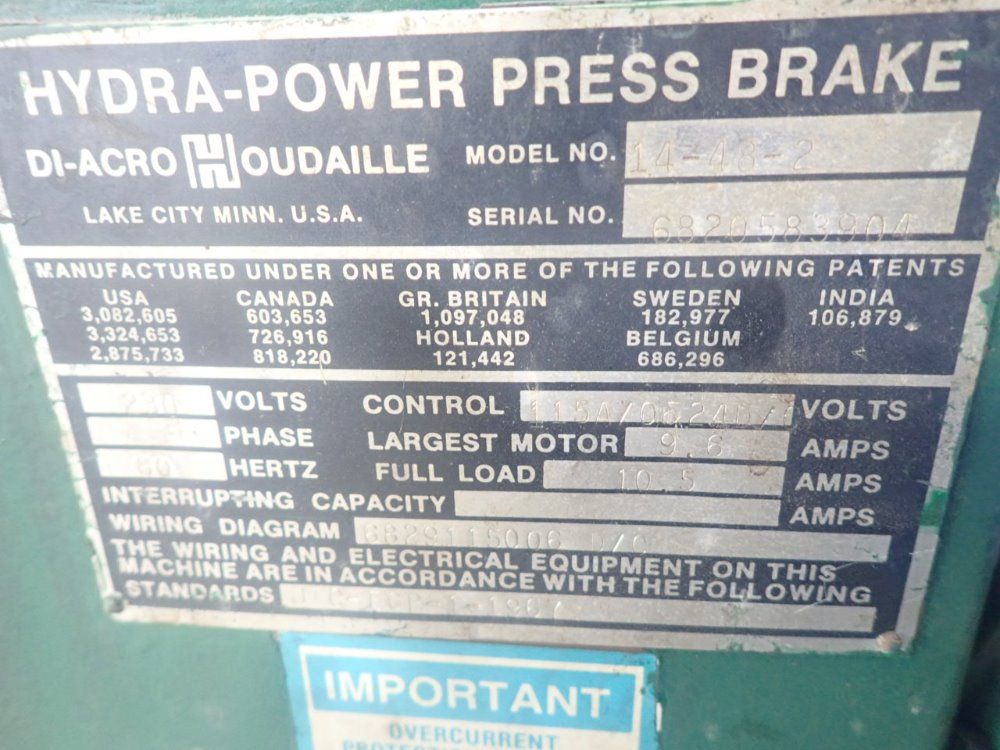 HYDRA-POWER PRESS BRAKE
DI-ACRO HOUDAILLE MODEL NO. 14-48-2
LAKE CITY MINN. U.S.A. SERIAL NO. 6820583904
MANUFACTURED UNDER ONE OR MORE OF THE FOLLOWING PATENTS
USA CANADA GR. BRITAIN SWEDEN INDIA
3,082,605 603,653 1,097,048 182,977 106,879
3,324,653 726,916 HOLLAND BELGIUM
2,875,733 818,220 121,442 686,296
230 VOLTS CONTROL VOLTS
PHASE LARGEST MOTOR 9.6 AMPS
60 HERTZ FULL LOAD 10.5 AMPS
INTERRUPTING CAPACITY AMPS
WIRING DIAGRAM
THE WIRING AND ELECTRICAL EQUIPMENT ON THIS
MACHINE ARE IN ACCORDANCE WITH THE FOLLOWING
STANDARDS
IMPORTANT
OVERCURRENT